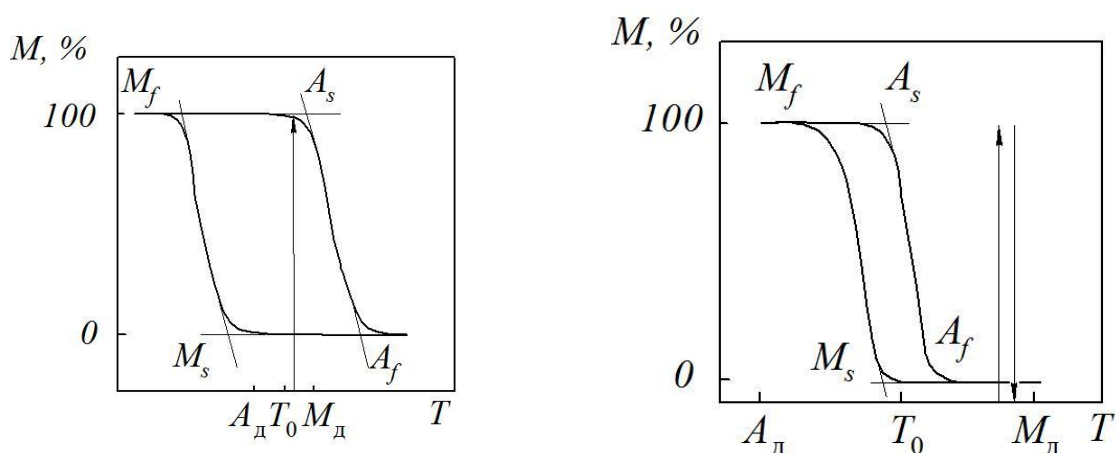 M, %
M_f
A_s
100
0
M_s
A_f
A_д T_0 M_д T
M, %
M_f
A_s
100
A_f
M_s
0
A_д T_0 M_д T